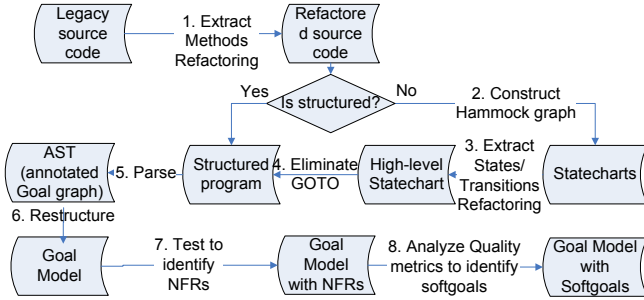 Legacy
source
code
1. Extract
Methods
Refactoring
Refactore
d source
code
Is structured?
Yes
No
2. Construct
Hammock graph
AST
(annotated
Goal graph)
5. Parse
Structured
program
4. Eliminate
GOTO
High-level
Statechart
3. Extract
States/
Transitions
Refactoring
Statecharts
6. Restructure
Goal
Model
7. Test to
identify
NFRs
Goal
Model
with NFRs
8. Analyze Quality
metrics to identify
softgoals
Goal Model
with
Softgoals